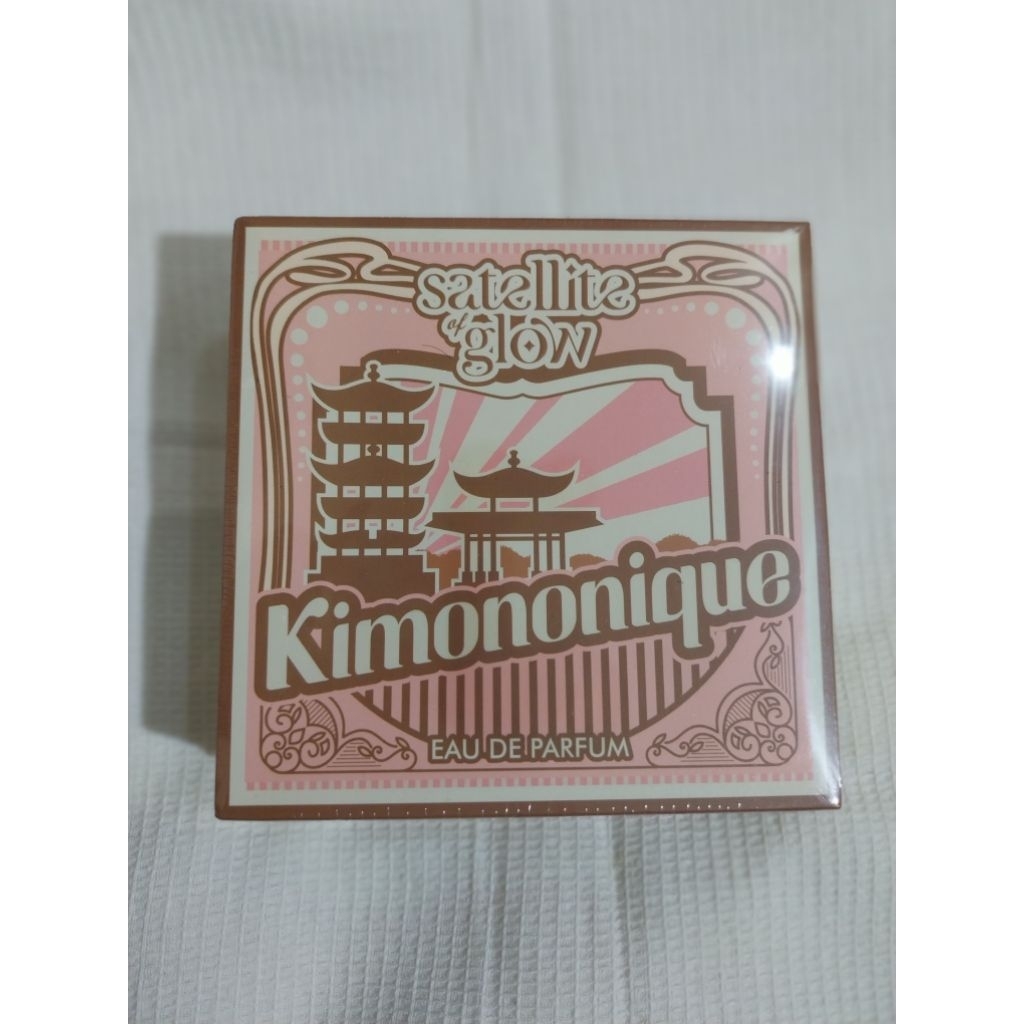 satellite
of
glow
Kimononique
EAU DE PARFUM